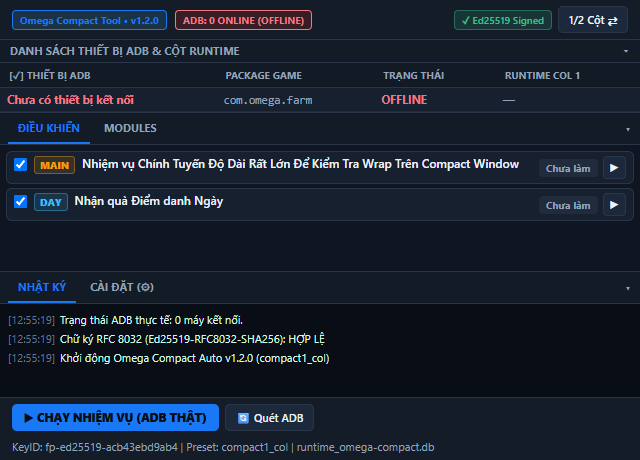 Omega Compact Tool • v1.2.0
ADB: 0 ONLINE (OFFLINE)
✓ Ed25519 Signed
1/2 Cột ⇄
DANH SÁCH THIẾT BỊ ADB & CỘT RUNTIME
[✓] THIẾT BỊ ADB PACKAGE GAME TRẠNG THÁI RUNTIME COL 1
Chưa có thiết bị kết nối com.omega.farm OFFLINE —
ĐIỀU KHIỂN MODULES
MAIN Nhiệm vụ Chính Tuyến Độ Dài Rất Lớn Để Kiểm Tra Wrap Trên Compact Window Chưa làm ▶
DAY Nhận quà Điểm danh Ngày Chưa làm ▶
NHẬT KÝ CÀI ĐẶT (⚙)
[12:55:19] Trạng thái ADB thực tế: 0 máy kết nối.
[12:55:19] Chữ ký RFC 8032 (Ed25519-RFC8032-SHA256): HỢP LỆ
[12:55:19] Khởi động Omega Compact Auto v1.2.0 (compact1_col)
▶ CHẠY NHIỆM VỤ (ADB THẬT) 🔄 Quét ADB
KeyID: fp-ed25519-acb43ebd9ab4 | Preset: compact1_col | runtime_omega-compact.db